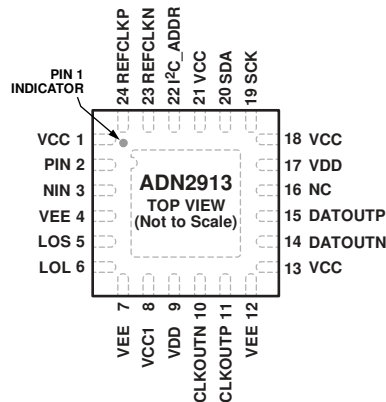 24 REFCLKP
23 REFCLKN
22 I²C_ADDR
21 VCC
20 SDA
19 SCK
PIN 1
INDICATOR
VCC 1
PIN 2
NIN 3
VEE 4
LOS 5
LOL 6
ADN2913
TOP VIEW
(Not to Scale)
18 VCC
17 VDD
16 NC
15 DATOUTP
14 DATOUTN
13 VCC
VEE 7
VCC1 8
VDD 9
CLKOUTN 10
CLKOUTP 11
VEE 12